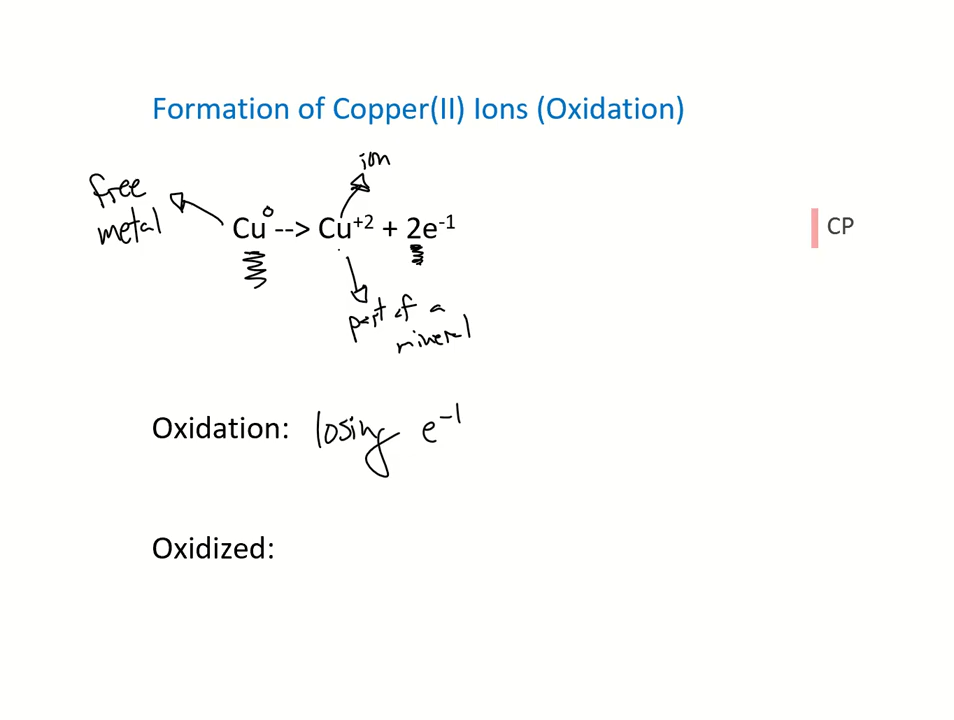 Formation of Copper(II) Ions (Oxidation)
ion
free
metal
Cu° --> Cu⁺² + 2e⁻¹
CP
part of a
mineral
Oxidation: losing e⁻¹
Oxidized: